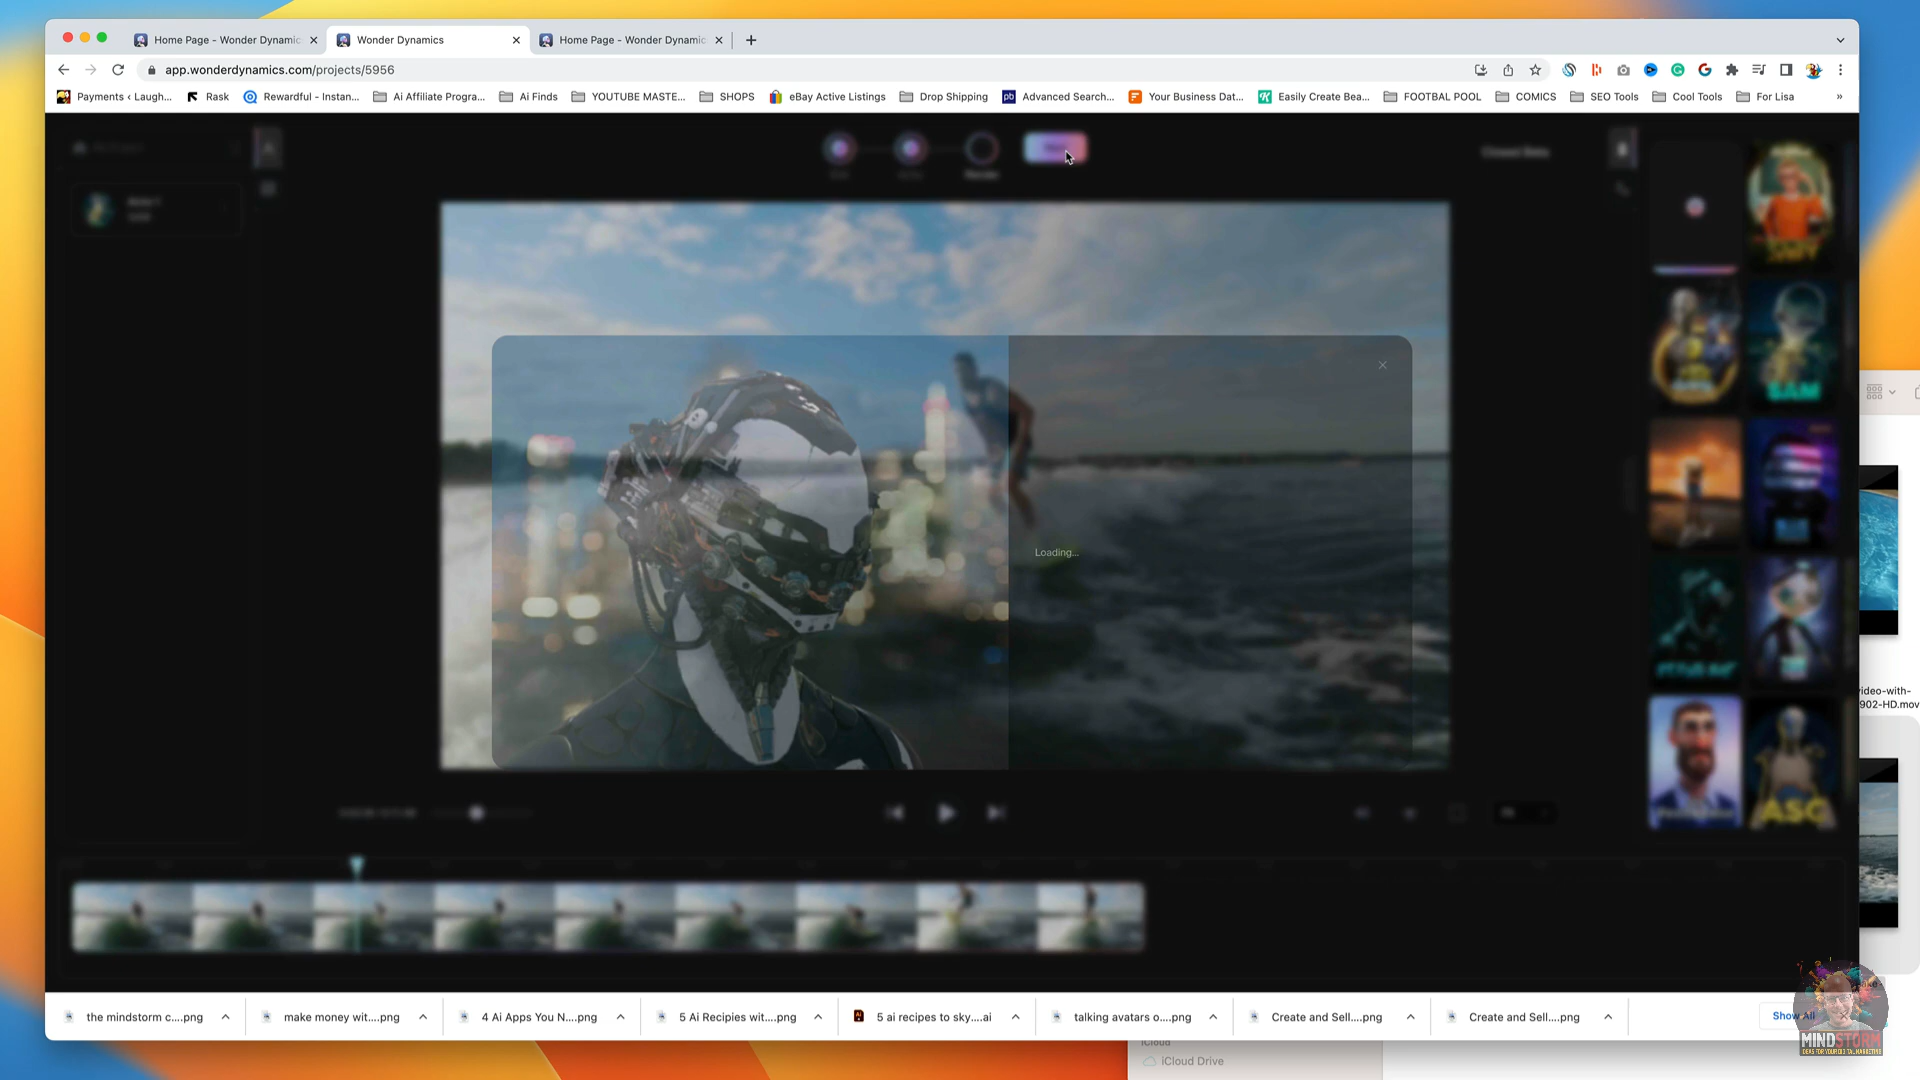 Home Page - Wonder Dynamic
Wonder Dynamics
Home Page - Wonder Dynamic
app.wonderdynamics.com/projects/5956
Payments ‹ Laugh...
Rask
Rewardful - Instan...
Ai Affiliate Progra...
Ai Finds
YOUTUBE MASTE...
SHOPS
eBay Active Listings
Drop Shipping
Advanced Search...
Your Business Dat...
Easily Create Bea...
FOOTBAL POOL
COMICS
SEO Tools
Cool Tools
For Lisa
»
Closed Beta
Loading...
SAM
ASC
ideo-with-
902-HD.mov
the mindstorm c....png
make money wit....png
4 Ai Apps You N....png
5 Ai Recipies wit....png
5 ai recipes to sky....ai
talking avatars o....png
Create and Sell....png
Create and Sell....png
Show All
MINDSTORM
iCloud
iCloud Drive